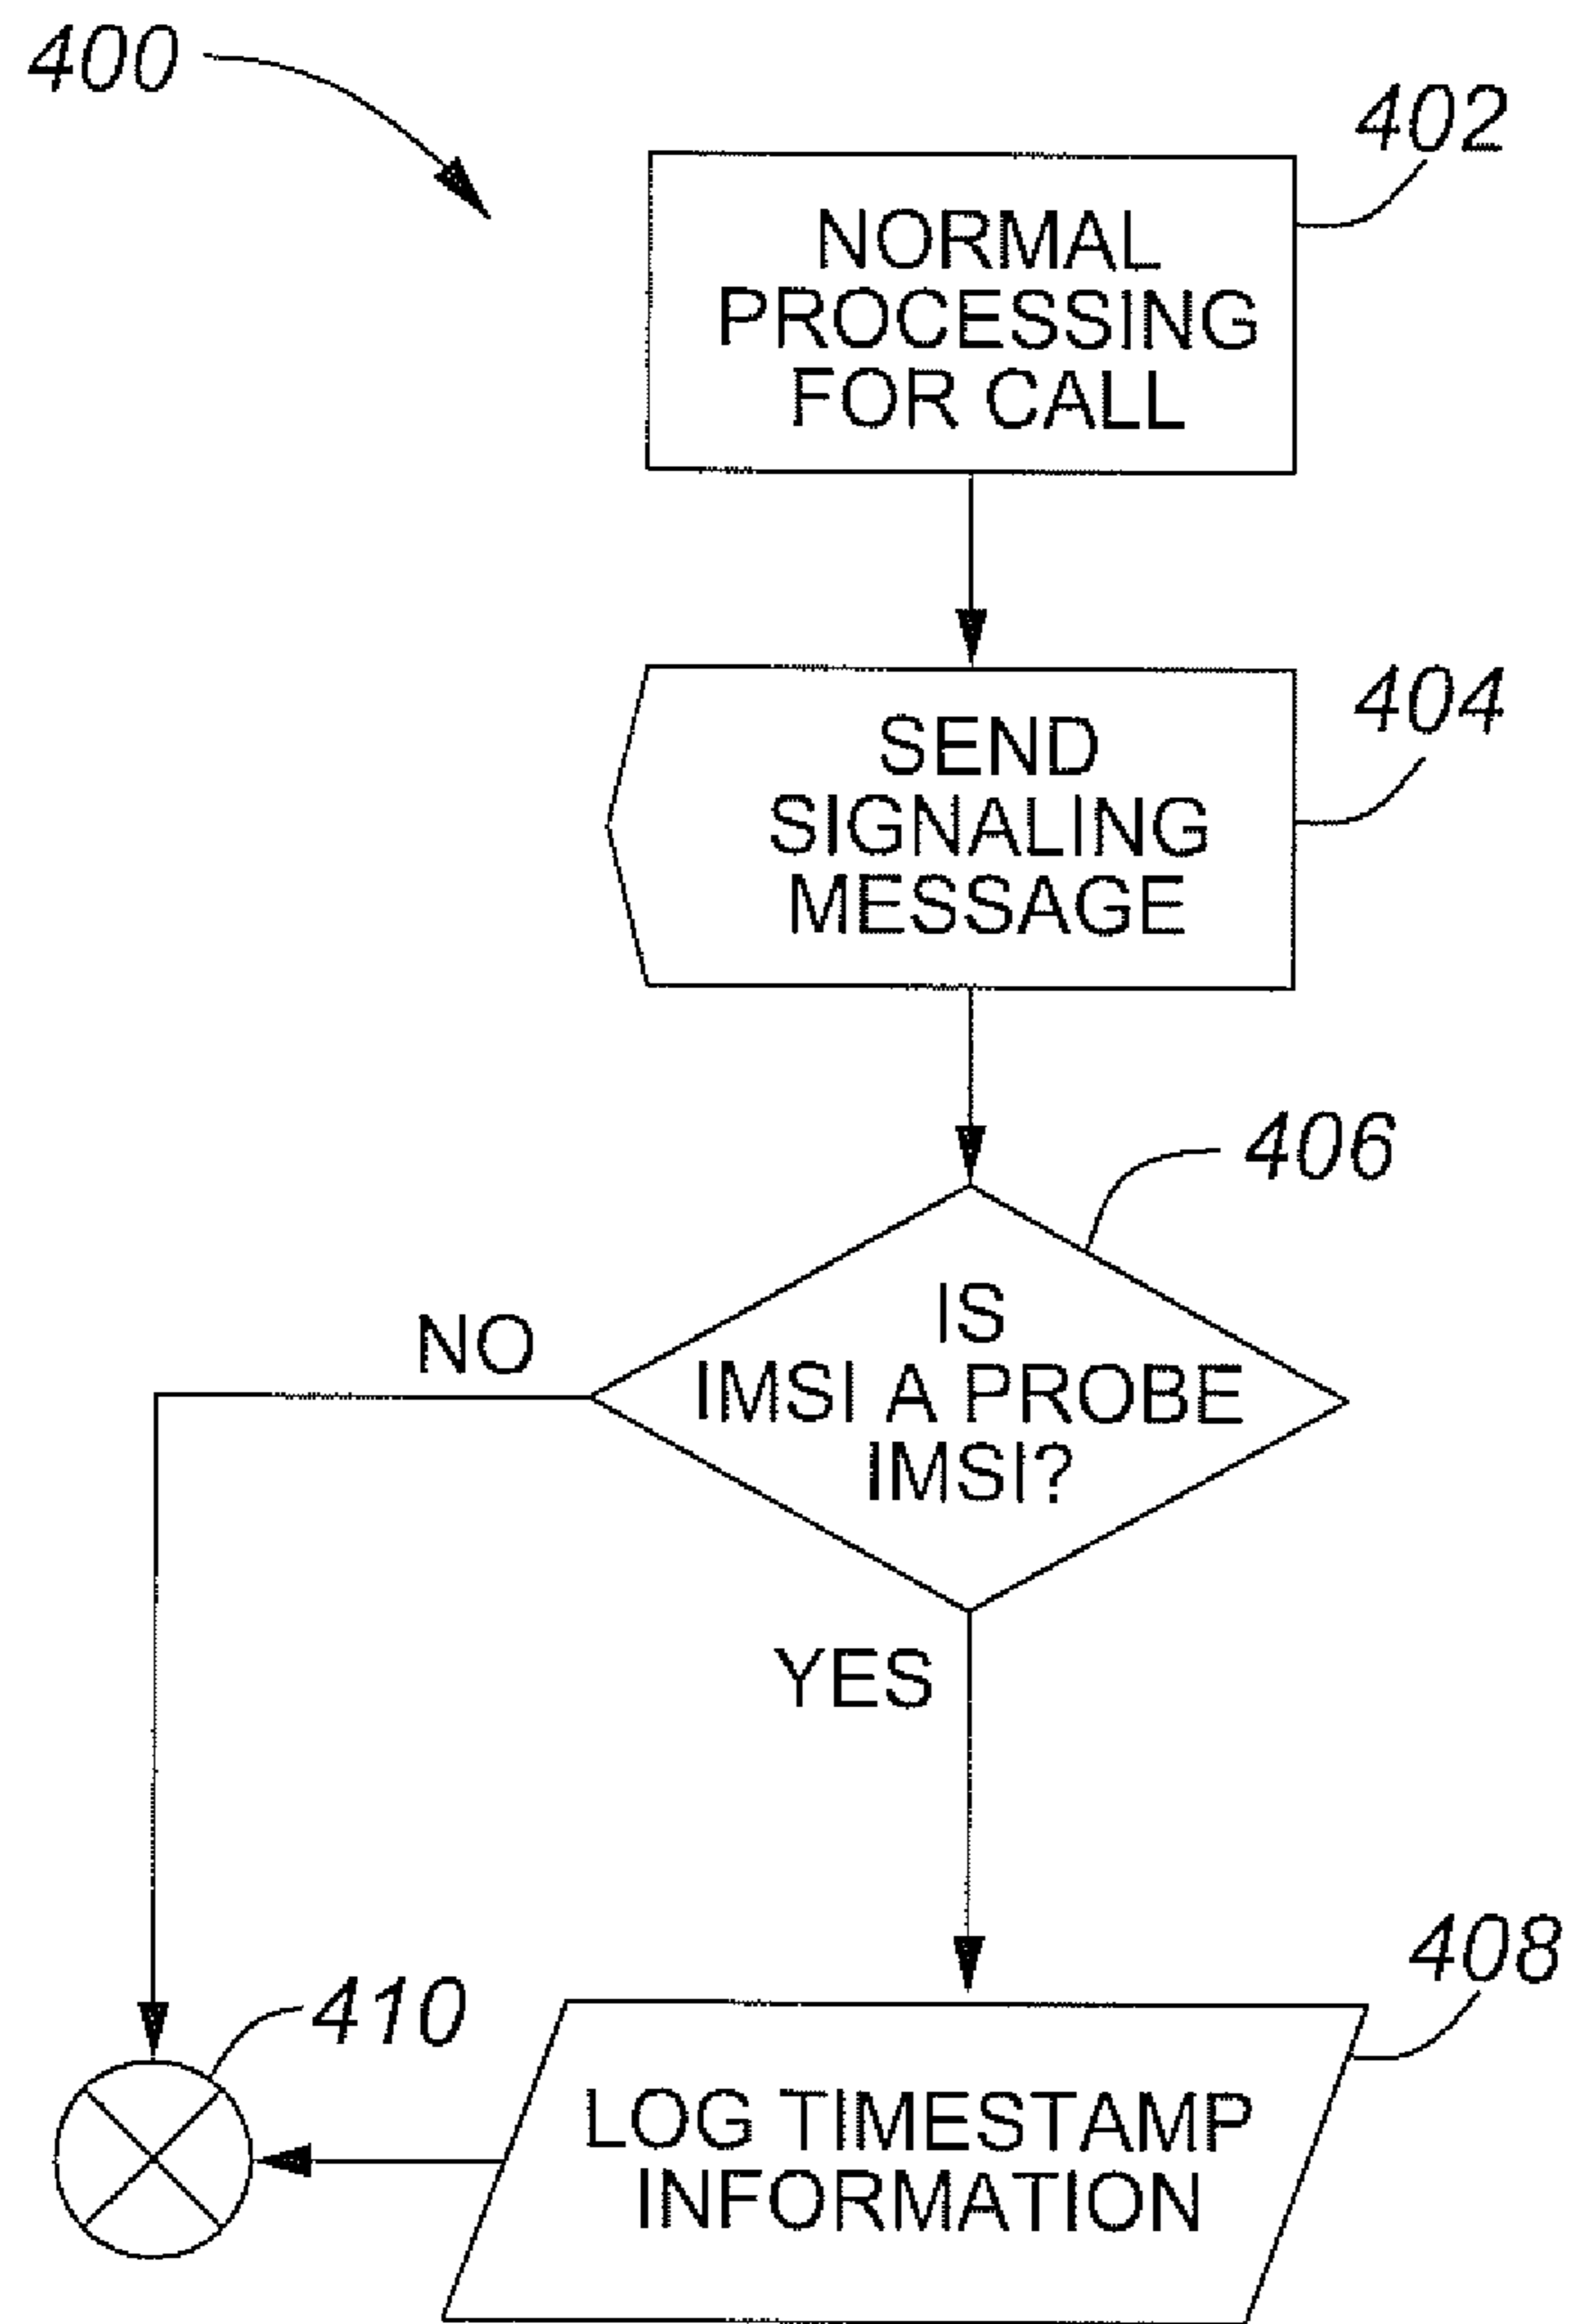 400
402
NORMAL
PROCESSING
FOR CALL
404
SEND
SIGNALING
MESSAGE
406
IS
IMSI A PROBE
IMSI?
NO
YES
408
410
LOG TIMESTAMP
INFORMATION